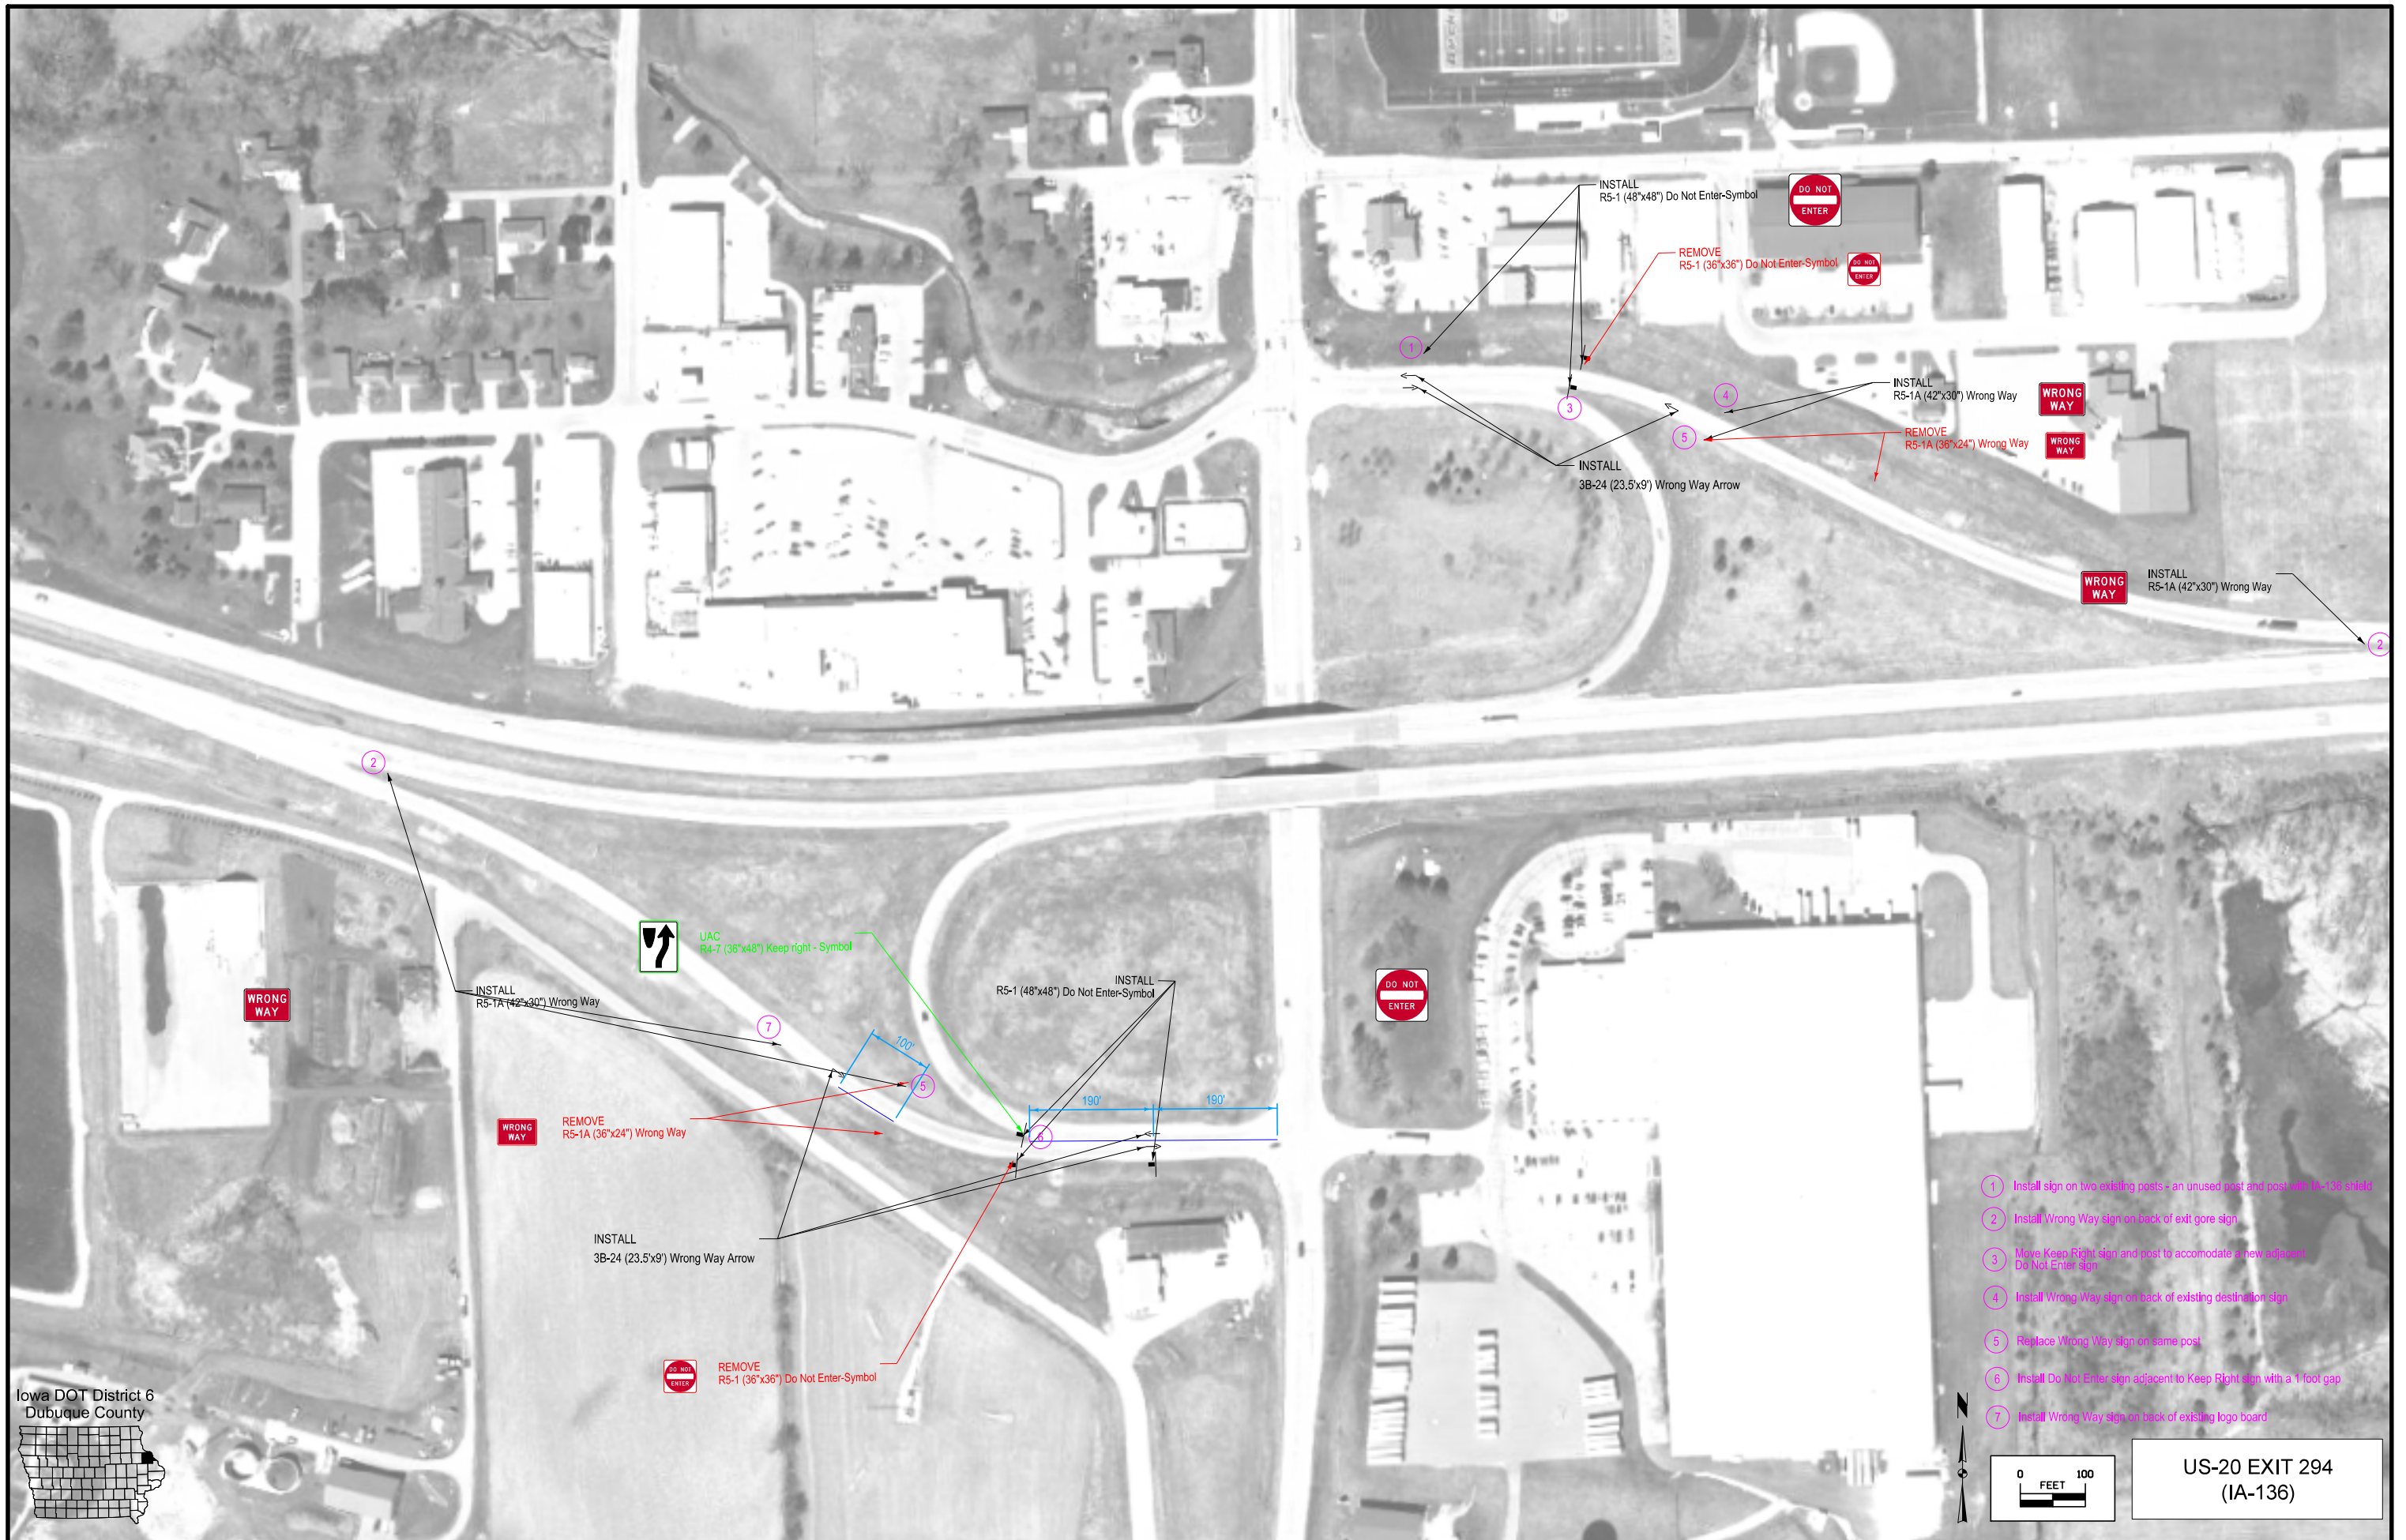 INSTALL
R5-1 (48"x48") Do Not Enter-Symbol
DO NOT
ENTER
REMOVE
R5-1 (36"x36") Do Not Enter-Symbol
DO NOT
ENTER
1
3
4
5
INSTALL
R5-1A (42"x30") Wrong Way
WRONG
WAY
REMOVE
R5-1A (36"x24") Wrong Way
WRONG
WAY
INSTALL
3B-24 (23.5'x9') Wrong Way Arrow
WRONG
WAY
INSTALL
R5-1A (42"x30") Wrong Way
2
2
UAC
R4-7 (36"x48") Keep right - Symbol
INSTALL
R5-1A (42"x30") Wrong Way
WRONG
WAY
INSTALL
R5-1 (48"x48") Do Not Enter-Symbol
DO NOT
ENTER
7
100'
5
190'
190'
6
WRONG
WAY
REMOVE
R5-1A (36"x24") Wrong Way
INSTALL
3B-24 (23.5'x9') Wrong Way Arrow
DO NOT
ENTER
REMOVE
R5-1 (36"x36") Do Not Enter-Symbol
1 Install sign on two existing posts - an unused post and post with IA-136 shield
2 Install Wrong Way sign on back of exit gore sign
3 Move Keep Right sign and post to accomodate a new adjacent
Do Not Enter sign
4 Install Wrong Way sign on back of existing destination sign
5 Replace Wrong Way sign on same post
6 Install Do Not Enter sign adjacent to Keep Right sign with a 1 foot gap
7 Install Wrong Way sign on back of existing logo board
Iowa DOT District 6
Dubuque County
N
0 100
FEET
US-20 EXIT 294
(IA-136)